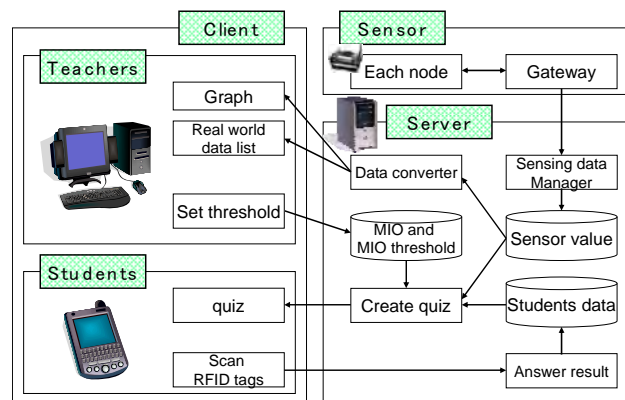 Client
Sensor
Teachers
Each node
Gateway
Graph
Server
Real world
data list
Data converter
Sensing data
Manager
Set threshold
MIO and
MIO threshold
Sensor value
Students
quiz
Create quiz
Students data
Scan
RFID tags
Answer result